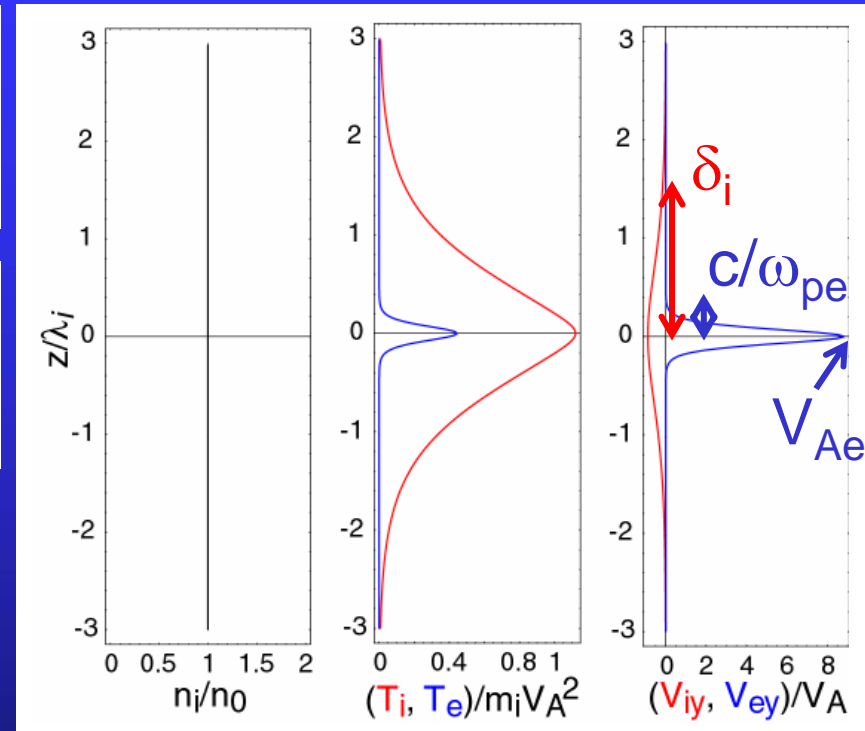 3
2
1
0
-1
-2
-3
z/λi
0 0.5 1 1.5 2
ni/n0
3
2
1
0
-1
-2
-3
0 0.4 0.8 1
(Ti, Te)/miVA²
3
2
1
0
-1
-2
-3
0 2 4 6 8
(Viy, Vey)/VA
δi
c/ωpe
VAe